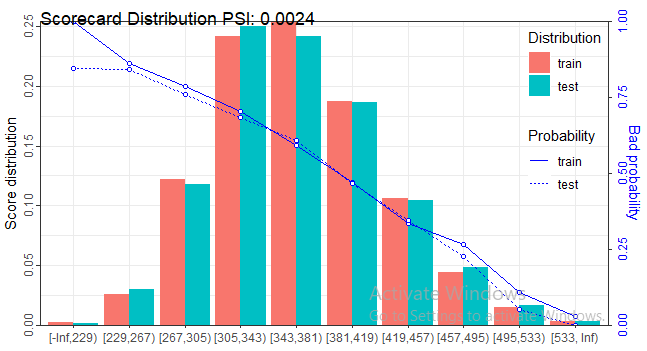 Scorecard Distribution PSI: 0.0024
Score distribution
0.25
0.20
0.15
0.10
0.05
0.00
1.00
0.75
0.50
0.25
0.00
Bad probability
Distribution
train
test
Probability
train
test
Activate Windows
Go to Settings to activate Windows.
[-Inf,229) [229,267) [267,305) [305,343) [343,381) [381,419) [419,457) [457,495) [495,533) [533, Inf)